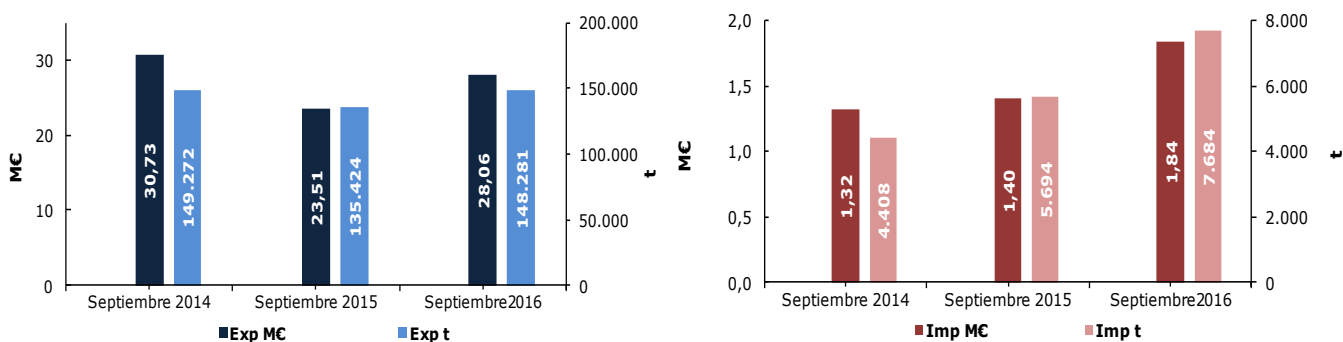 M€
30
20
10
0
200.000
150.000
100.000
50.000
0
t
30,73
149.272
23,51
135.424
28,06
148.281
Septiembre 2014
Septiembre 2015
Septiembre2016
Exp M€
Exp t
M€
2,0
1,5
1,0
0,5
0,0
8.000
6.000
4.000
2.000
0
t
1,32
4.408
1,40
5.694
1,84
7.684
Septiembre 2014
Septiembre 2015
Septiembre2016
Imp M€
Imp t